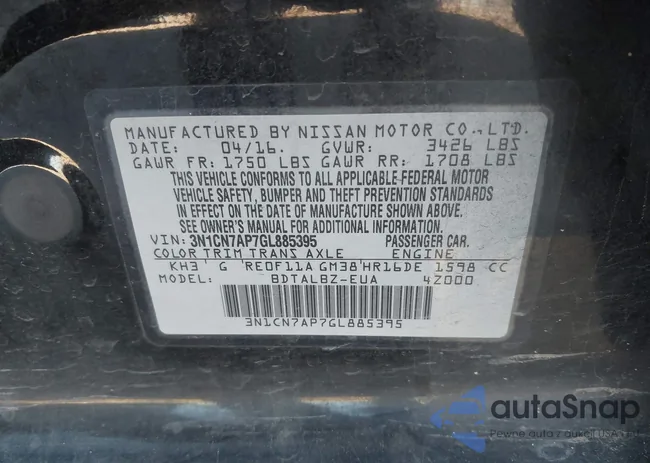 MANUFACTURED BY NISSAN MOTOR CO., LTD.
DATE: 04/16. GVWR: 3426 LBS
GAWR FR: 1750 LBS GAWR RR: 1708 LBS
THIS VEHICLE CONFORMS TO ALL APPLICABLE FEDERAL MOTOR
VEHICLE SAFETY, BUMPER AND THEFT PREVENTION STANDARDS
IN EFFECT ON THE DATE OF MANUFACTURE SHOWN ABOVE.
SEE OWNER'S MANUAL FOR ADDITIONAL INFORMATION.
VIN: 3N1CN7AP7GL885395 PASSENGER CAR.
COLOR TRIM TRANS AXLE ENGINE
KH3 G RE0F11A GM38 HR16DE 1598 CC
MODEL: BDTALBZ-EUA 4Z000
3N1CN7AP7GL885395
autaSnap
Pewne auta z